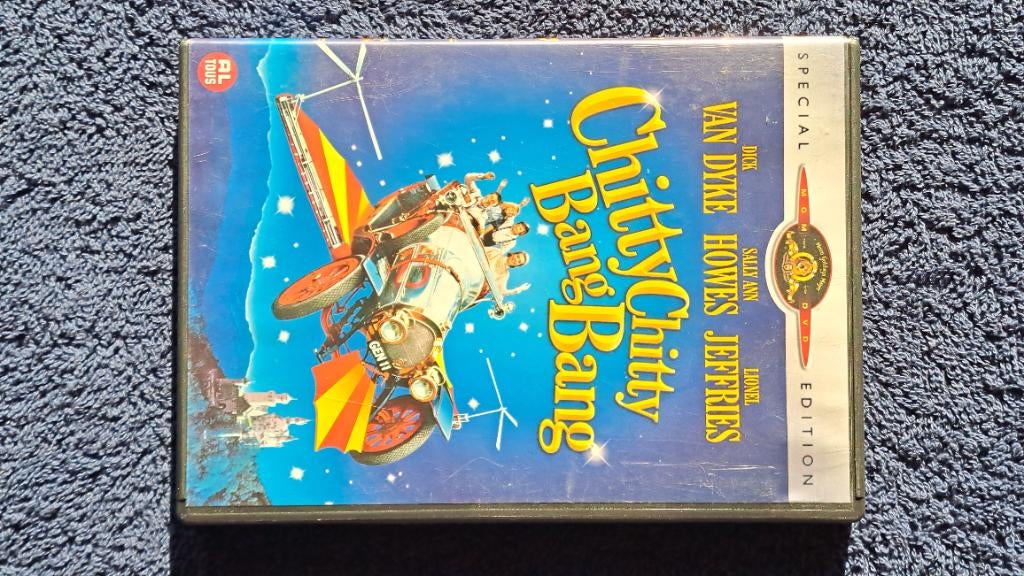 SPECIAL EDITION
MGM DVD
DICK SALLY ANN LIONEL
VAN DYKE HOWES JEFFRIES
Chitty Chitty
Bang Bang
GEN 11
AL
TOUS